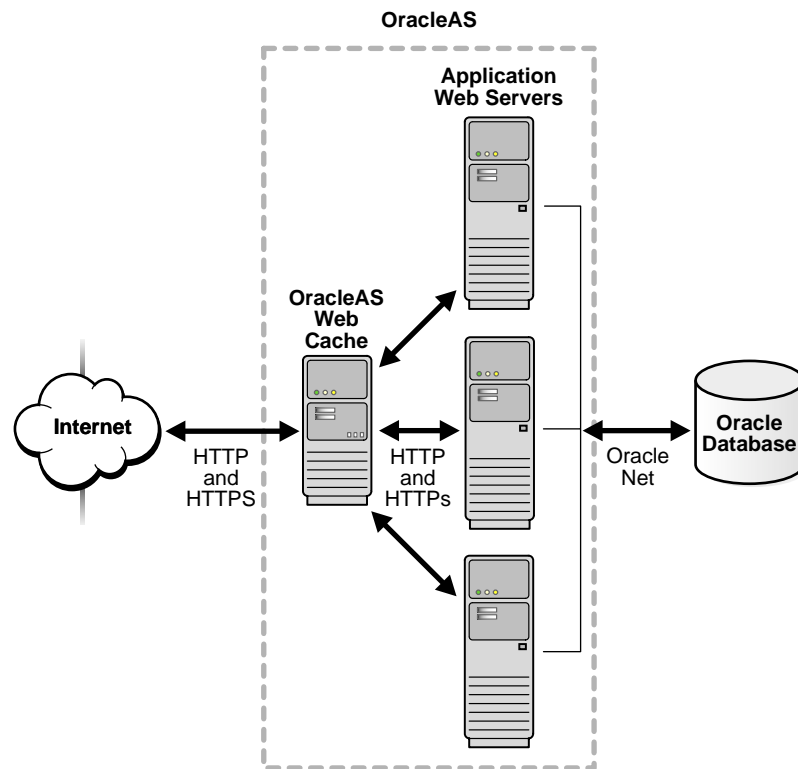 OracleAS
Application
Web Servers
OracleAS
Web
Cache
Internet
HTTP
and
HTTPS
HTTP
and
HTTPs
Oracle
Net
Oracle
Database